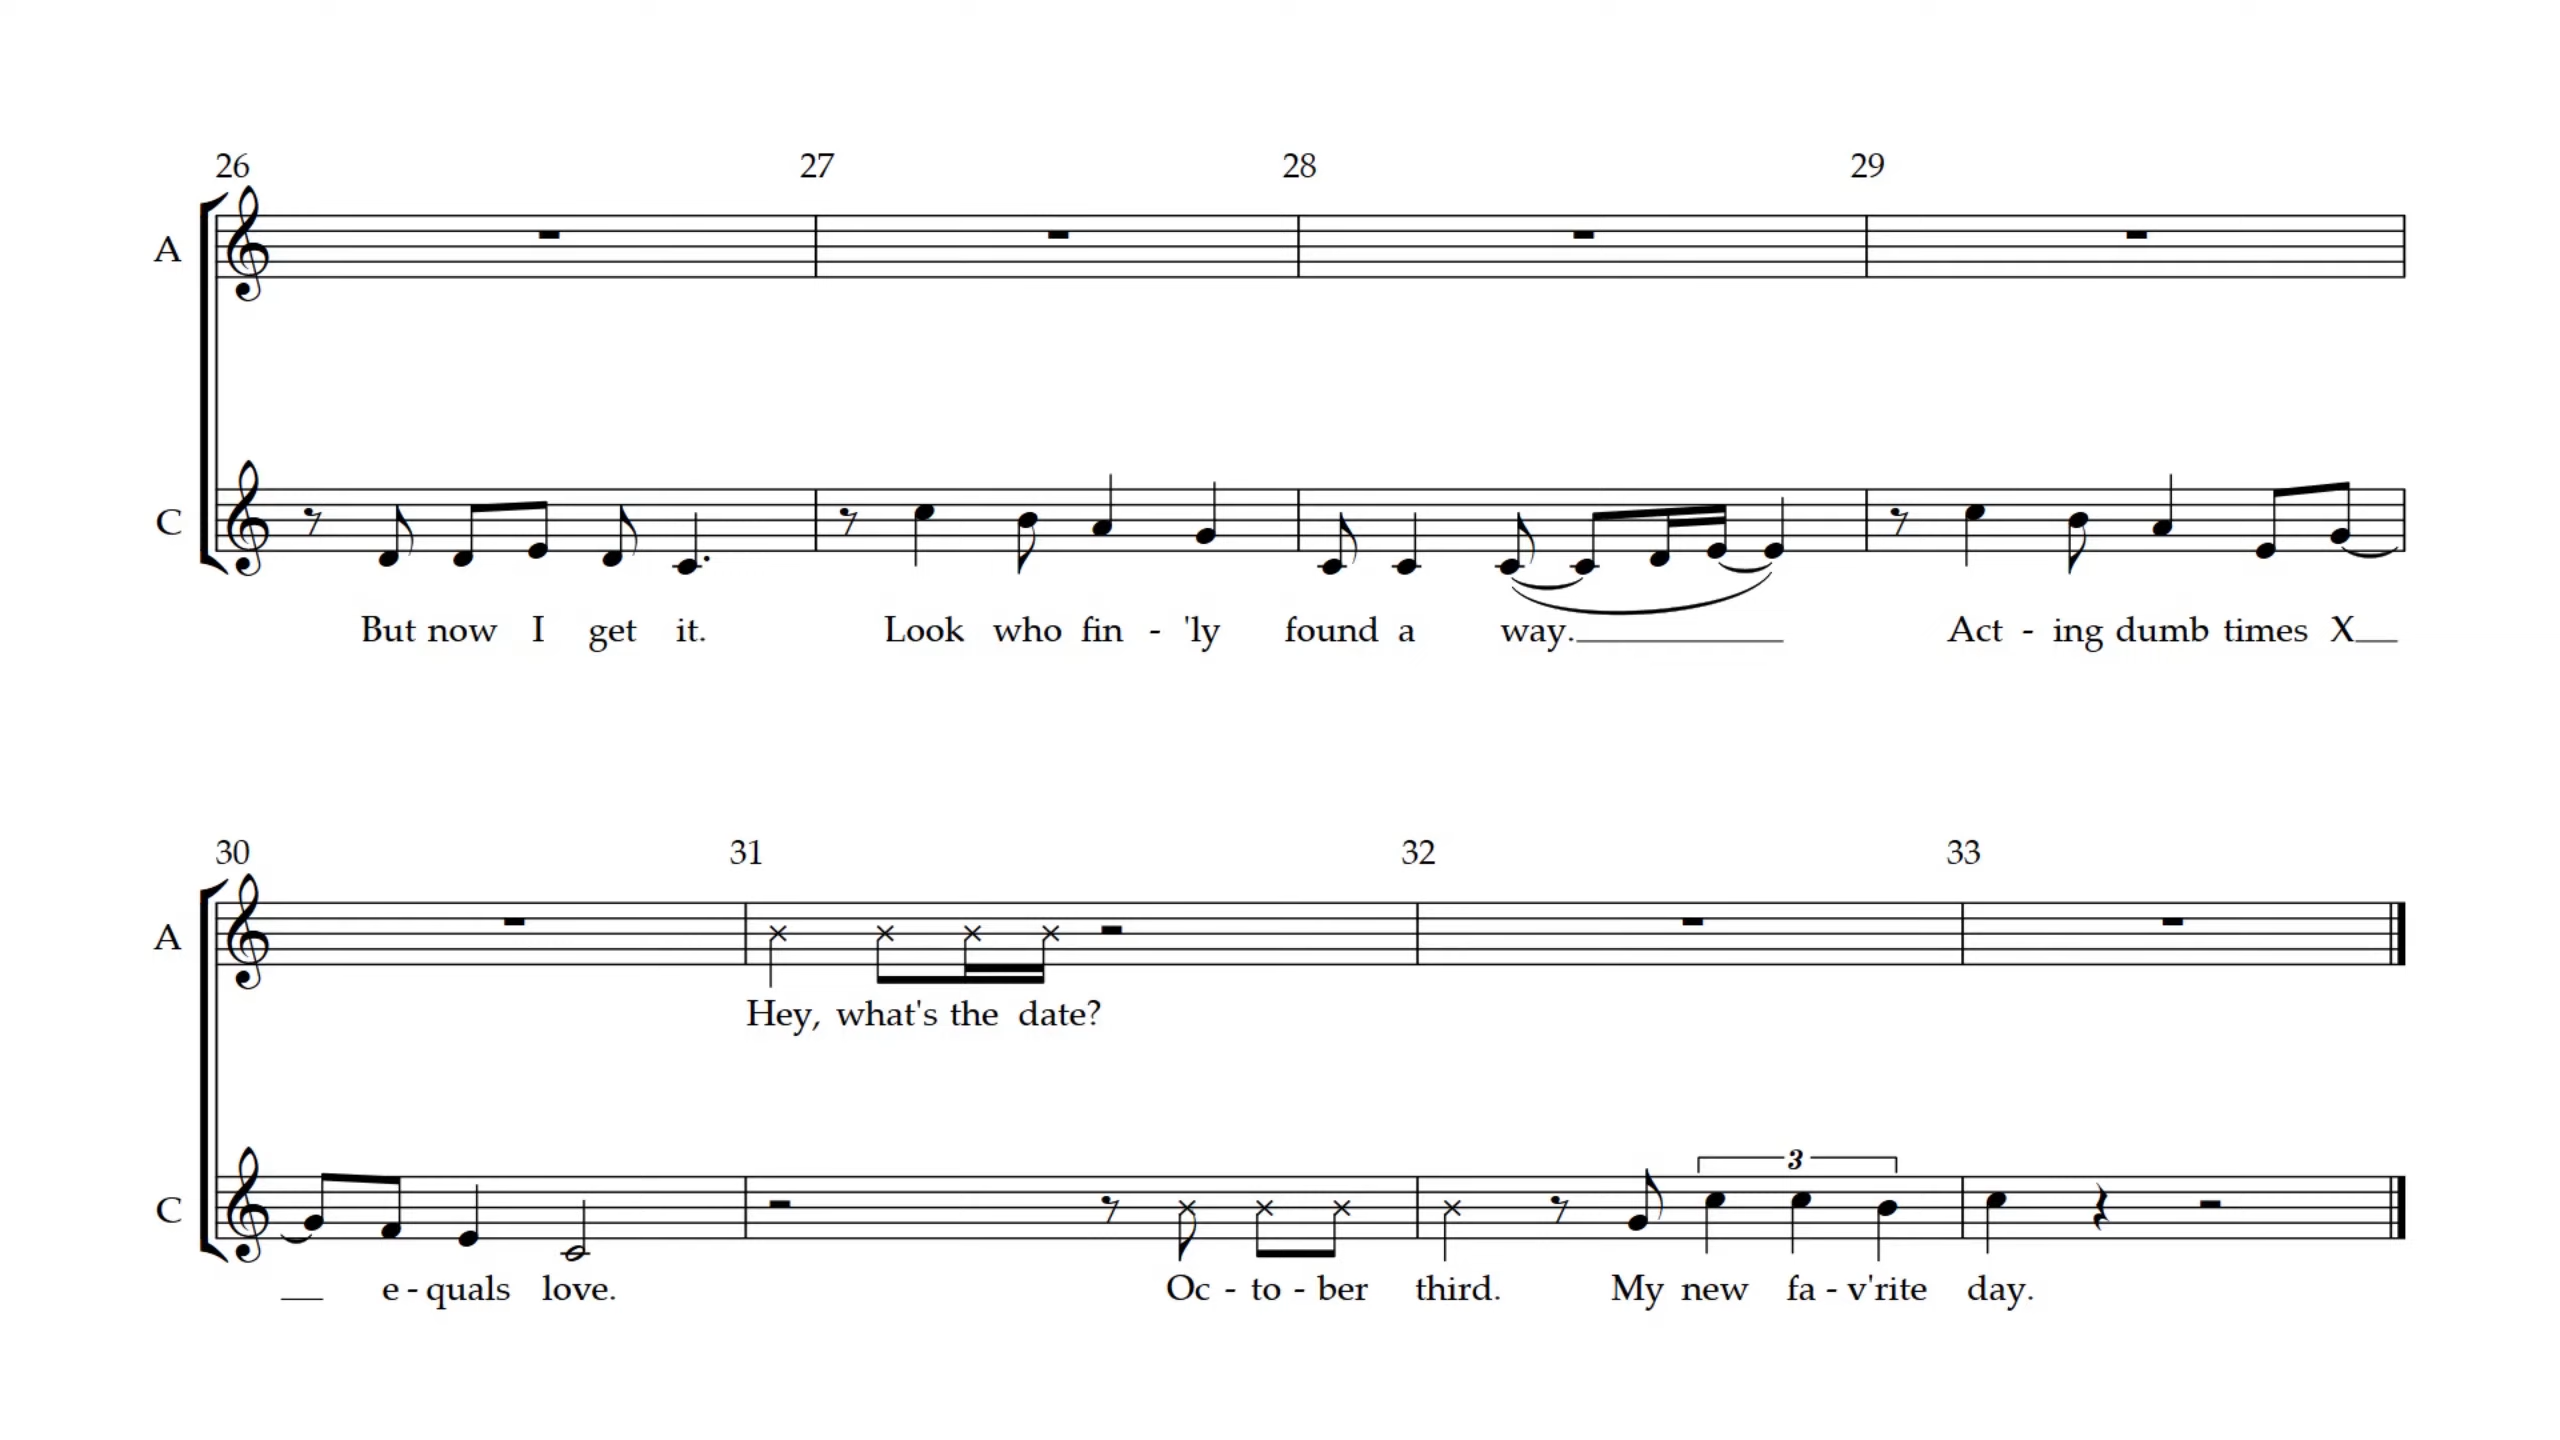 26 27 28 29
A
C
But now I get it. Look who fin - 'ly found a way. Act - ing dumb times X
30 31 32 33
A
Hey, what's the date?
3
C
e - quals love. Oc - to - ber third. My new fa - v'rite day.